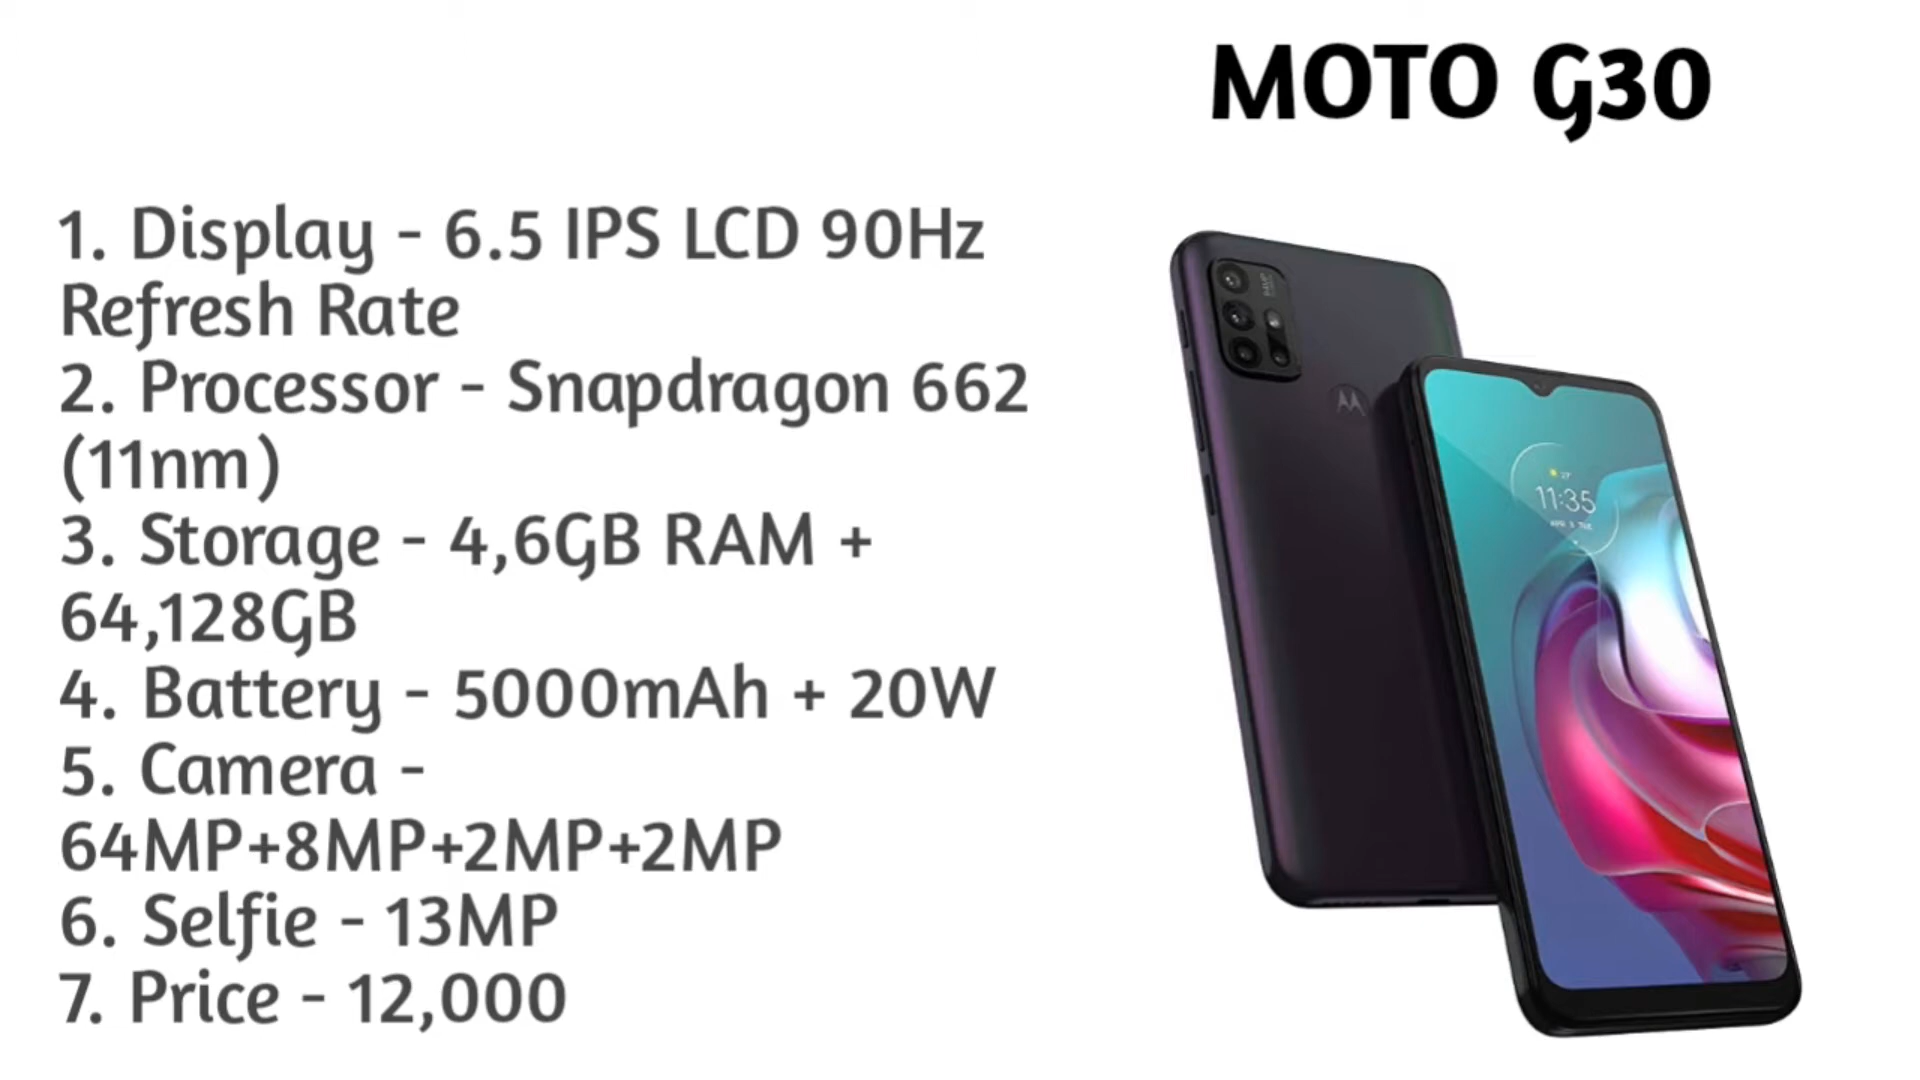 MOTO G30
1. Display - 6.5 IPS LCD 90Hz
Refresh Rate
2. Processor - Snapdragon 662
(11nm)
3. Storage - 4,6GB RAM +
64,128GB
4. Battery - 5000mAh + 20W
5. Camera -
64MP+8MP+2MP+2MP
6. Selfie - 13MP
7. Price - 12,000
11:35